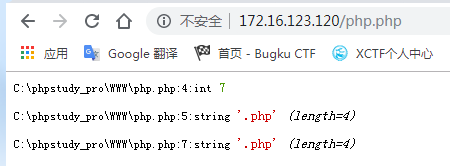 不安全 | 172.16.123.120/php.php
应用 Google 翻译 首页 - Bugku CTF XCTF个人中心
C:\phpstudy_pro\WWW\php.php:4:int 7
C:\phpstudy_pro\WWW\php.php:5:string '.php' (length=4)
C:\phpstudy_pro\WWW\php.php:7:string '.php' (length=4)